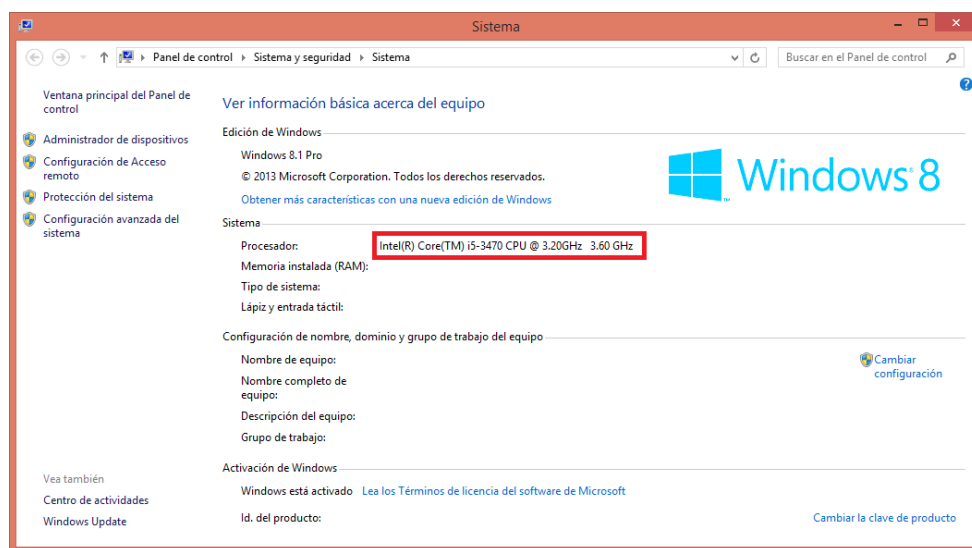 Sistema
Panel de control Sistema y seguridad Sistema
Buscar en el Panel de control
Ventana principal del Panel de
control
Administrador de dispositivos
Configuración de Acceso
remoto
Protección del sistema
Configuración avanzada del
sistema
Vea también
Centro de actividades
Windows Update
?
Ver información básica acerca del equipo
Edición de Windows
Windows 8.1 Pro
© 2013 Microsoft Corporation. Todos los derechos reservados.
Obtener más características con una nueva edición de Windows
Windows 8
TM
Sistema
Procesador: Intel(R) Core(TM) i5-3470 CPU @ 3.20GHz 3.60 GHz
Memoria instalada (RAM):
Tipo de sistema:
Lápiz y entrada táctil:
Configuración de nombre, dominio y grupo de trabajo del equipo
Nombre de equipo:
Nombre completo de
equipo:
Descripción del equipo:
Grupo de trabajo:
Cambiar
configuración
Activación de Windows
Windows está activado Lea los Términos de licencia del software de Microsoft
Id. del producto:
Cambiar la clave de producto